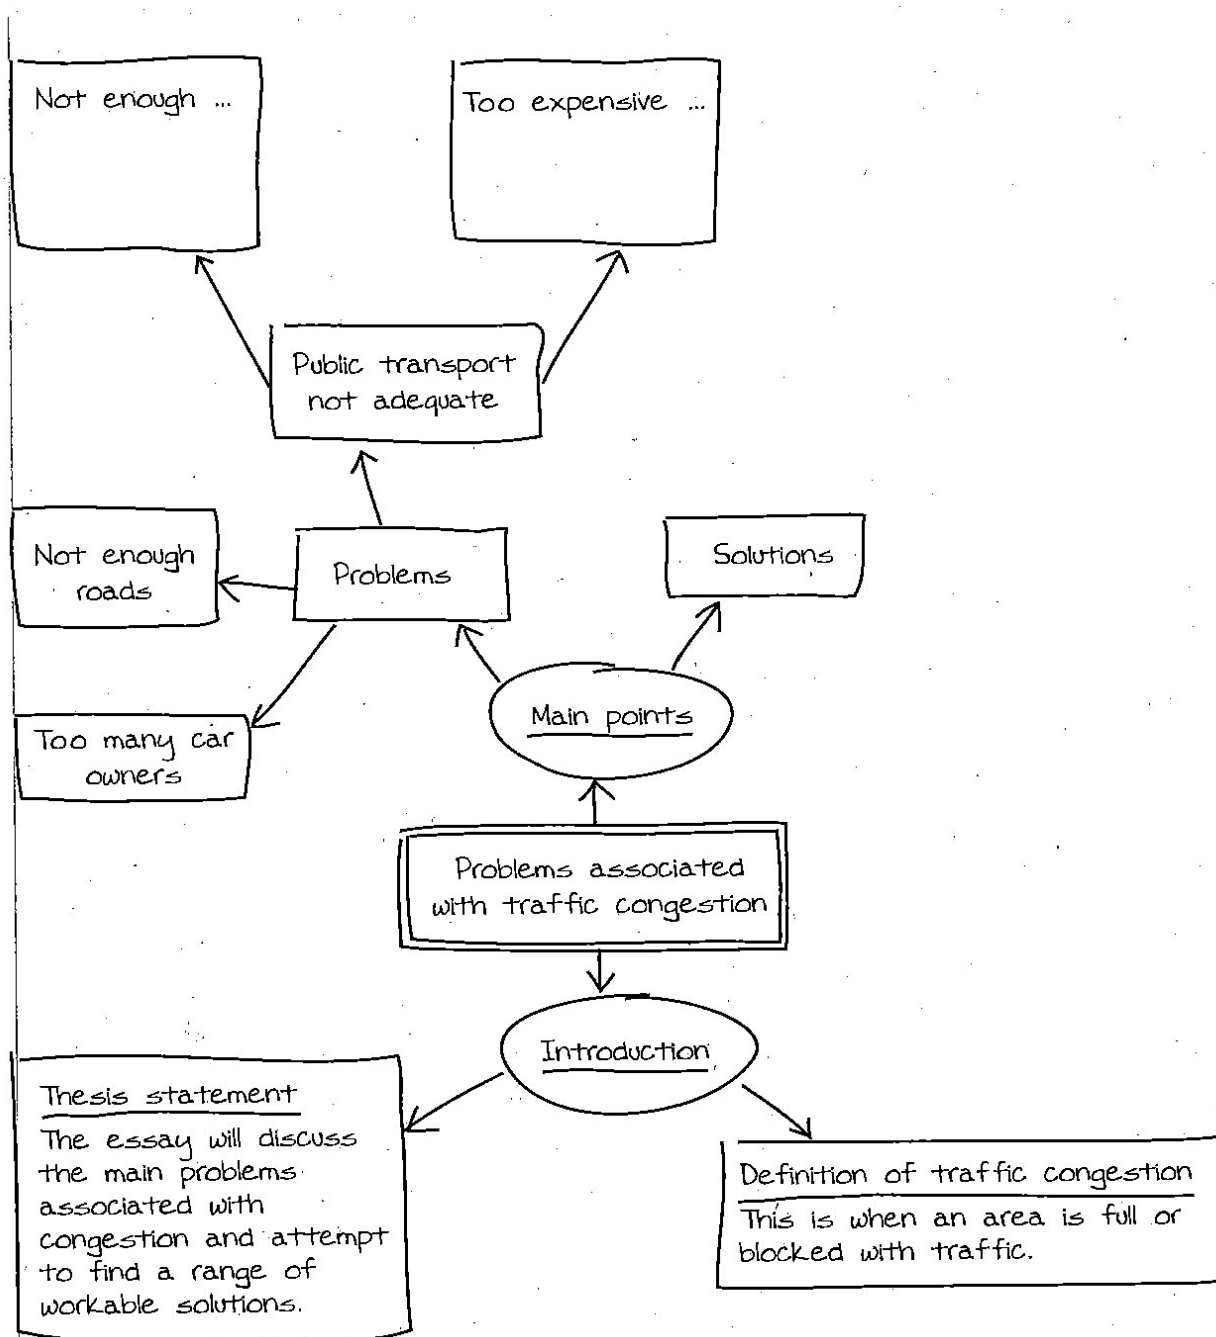 Not enough ...
Too expensive ...
Public transport
not adequate
Not enough
roads
Problems
Solutions
Too many car
owners
Main points
Problems associated
with traffic congestion
Introduction
Thesis statement
The essay will discuss
the main problems
associated with
congestion and attempt
to find a range of
workable solutions.
Definition of traffic congestion
This is when an area is full or
blocked with traffic.